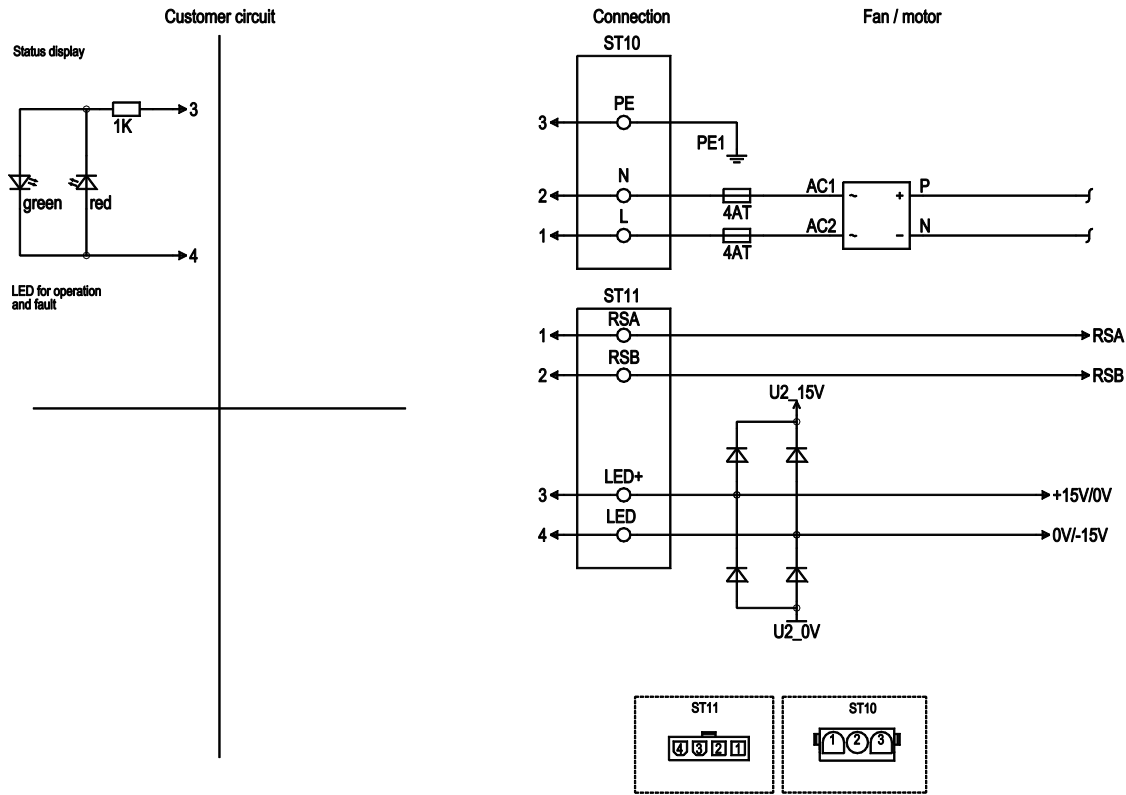 Customer circuit
Connection
Fan / motor
Status display
3
1K
green
red
4
LED for operation
and fault
ST10
PE
3
PE1
N
2
4AT
AC1
~
+
P
L
1
4AT
AC2
~
–
N
ST11
RSA
1
RSA
RSB
2
RSB
U2_15V
LED+
3
+15V/0V
LED
4
0V/-15V
U2_0V
ST11
4 3 2 1
ST10
1 2 3